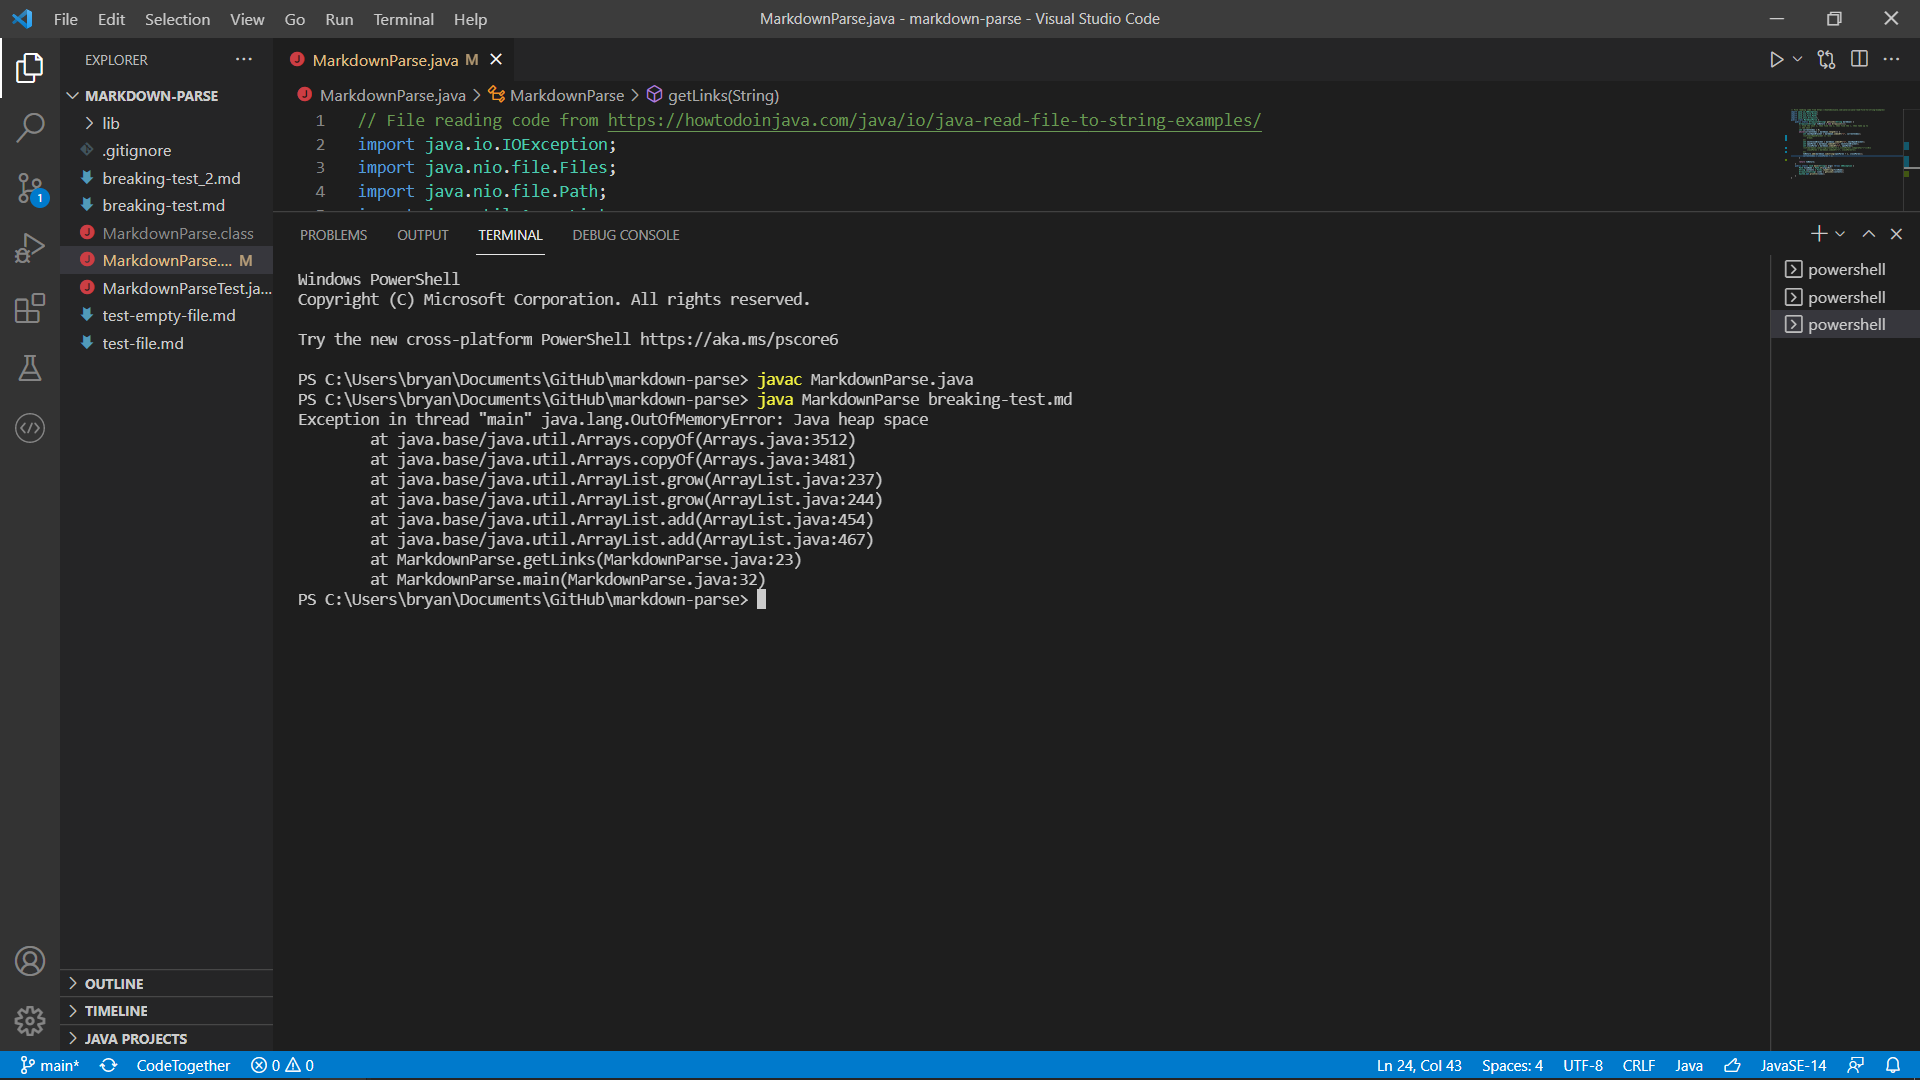 File Edit Selection View Go Run Terminal Help
MarkdownParse.java - markdown-parse - Visual Studio Code
EXPLORER
MARKDOWN-PARSE
lib
.gitignore
breaking-test_2.md
breaking-test.md
MarkdownParse.class
MarkdownParse.... M
MarkdownParseTest.ja...
test-empty-file.md
test-file.md
OUTLINE
TIMELINE
JAVA PROJECTS
1
MarkdownParse.java M
MarkdownParse.java > MarkdownParse > getLinks(String)
1 // File reading code from https://howtodoinjava.com/java/io/java-read-file-to-string-examples/
2 import java.io.IOException;
3 import java.nio.file.Files;
4 import java.nio.file.Path;
PROBLEMS OUTPUT TERMINAL DEBUG CONSOLE
Windows PowerShell
Copyright (C) Microsoft Corporation. All rights reserved.
Try the new cross-platform PowerShell https://aka.ms/pscore6
PS C:\Users\bryan\Documents\GitHub\markdown-parse> javac MarkdownParse.java
PS C:\Users\bryan\Documents\GitHub\markdown-parse> java MarkdownParse breaking-test.md
Exception in thread "main" java.lang.OutOfMemoryError: Java heap space
at java.base/java.util.Arrays.copyOf(Arrays.java:3512)
at java.base/java.util.Arrays.copyOf(Arrays.java:3481)
at java.base/java.util.ArrayList.grow(ArrayList.java:237)
at java.base/java.util.ArrayList.grow(ArrayList.java:244)
at java.base/java.util.ArrayList.add(ArrayList.java:454)
at java.base/java.util.ArrayList.add(ArrayList.java:467)
at MarkdownParse.getLinks(MarkdownParse.java:23)
at MarkdownParse.main(MarkdownParse.java:32)
PS C:\Users\bryan\Documents\GitHub\markdown-parse>
powershell
powershell
powershell
main* CodeTogether 0 0 Ln 24, Col 43 Spaces: 4 UTF-8 CRLF Java JavaSE-14